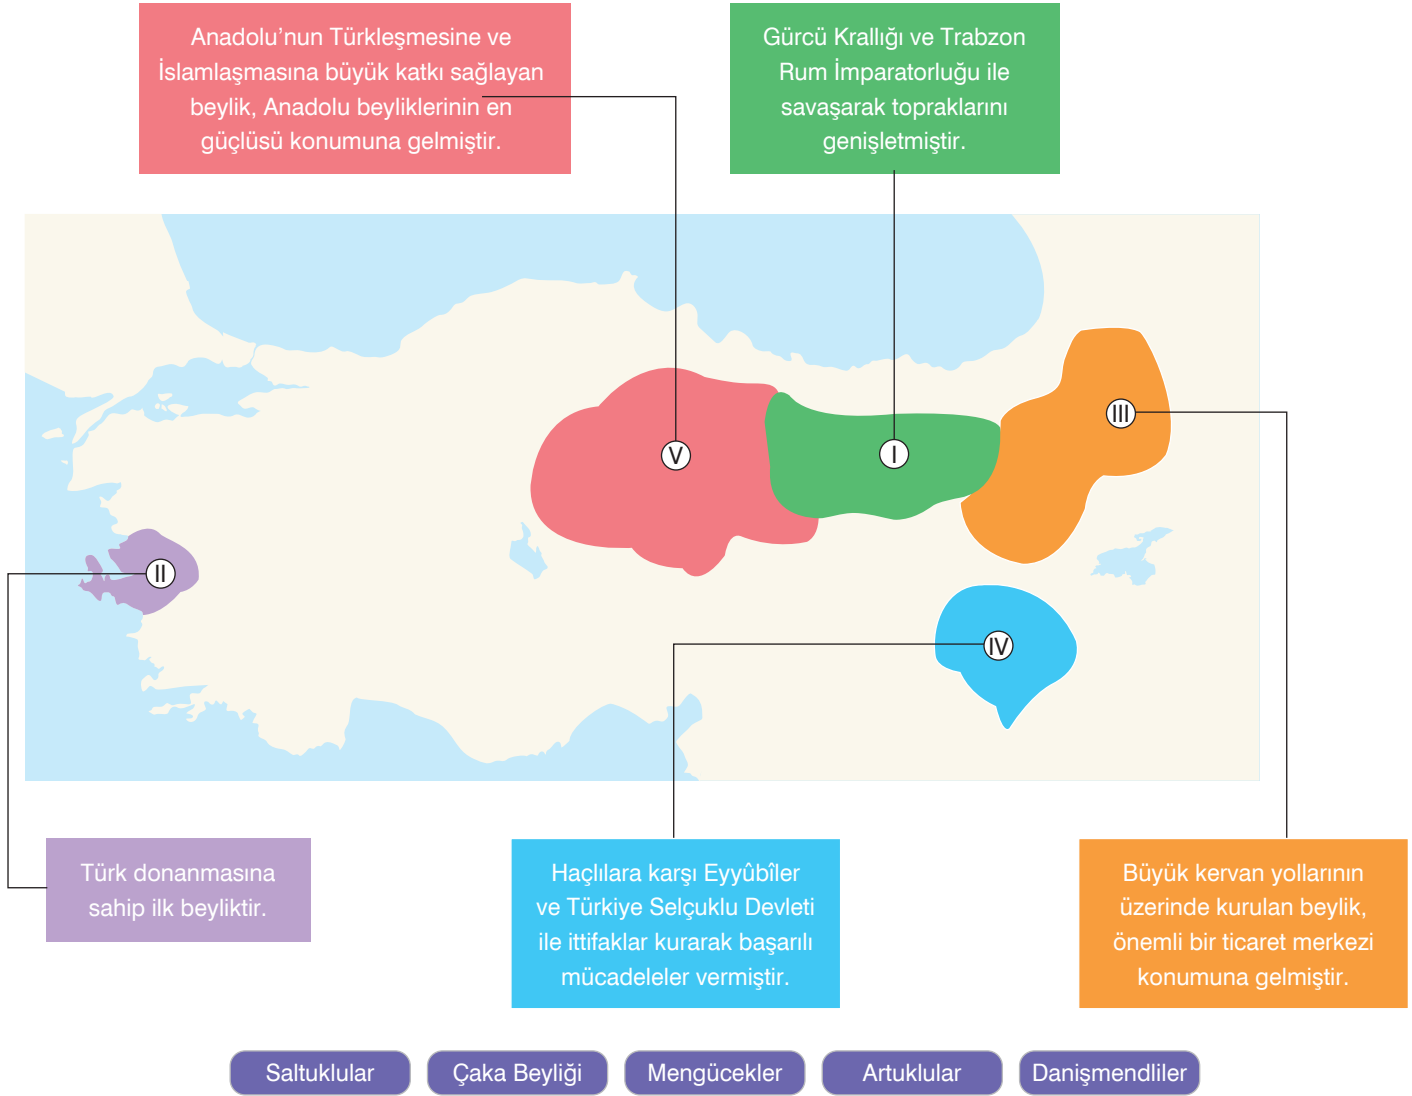 Anadolu’nun Türkleşmesine ve
İslamlaşmasına büyük katkı sağlayan
beylik, Anadolu beyliklerinin en
güçlüsü konumuna gelmiştir.
Gürcü Krallığı ve Trabzon
Rum İmparatorluğu ile
savaşarak topraklarını
genişletmiştir.
III
V
I
II
IV
Türk donanmasına
sahip ilk beyliktir.
Haçlılara karşı Eyyûbîler
ve Türkiye Selçuklu Devleti
ile ittifaklar kurarak başarılı
mücadeleler vermiştir.
Büyük kervan yollarının
üzerinde kurulan beylik,
önemli bir ticaret merkezi
konumuna gelmiştir.
Saltuklular
Çaka Beyliği
Mengücekler
Artuklular
Danişmendliler